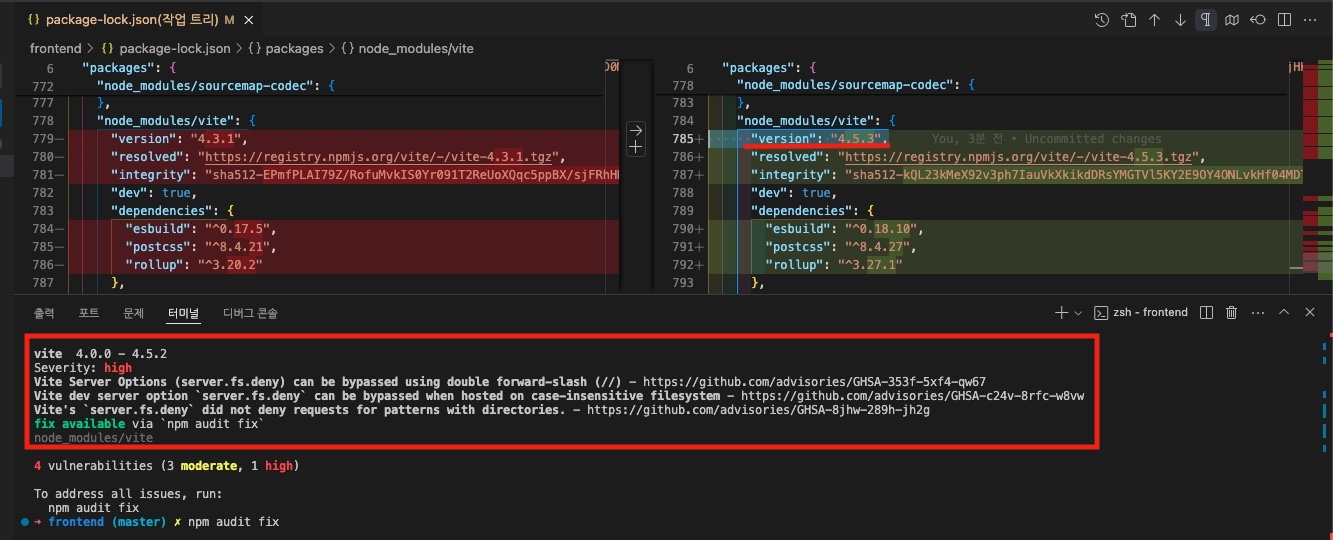 package-lock.json(작업 트리) M
frontend > package-lock.json > packages > node_modules/vite
6 "packages": {
772 "node_modules/sourcemap-codec": {
777 },
778 "node_modules/vite": {
779— "version": "4.3.1",
780— "resolved": "https://registry.npmjs.org/vite/-/vite-4.3.1.tgz",
781— "integrity": "sha512-EPmfPLAI79Z/RofuMvkIS0Yr091T2ReUoXQqc5ppBX/sjFRhH
782 "dev": true,
783 "dependencies": {
784— "esbuild": "^0.17.5",
785— "postcss": "^8.4.21",
786— "rollup": "^3.20.2"
787 },
6 "packages": {
778 "node_modules/sourcemap-codec": {
783 },
784 "node_modules/vite": {
785+ "version": "4.5.3", You, 3분 전 • Uncommitted changes
786+ "resolved": "https://registry.npmjs.org/vite/-/vite-4.5.3.tgz",
787+ "integrity": "sha512-kQL23kMeX92v3ph7IauVkXkikdDRsYMGTVl5KY2E9OY4ONLvkHf04MD
788 "dev": true,
789 "dependencies": {
790+ "esbuild": "^0.18.10",
791+ "postcss": "^8.4.27",
792+ "rollup": "^3.27.1"
793 },
출력 포트 문제 터미널 디버그 콘솔
zsh - frontend
vite 4.0.0 - 4.5.2
Severity: high
Vite Server Options (server.fs.deny) can be bypassed using double forward-slash (//) - https://github.com/advisories/GHSA-353f-5xf4-qw67
Vite dev server option `server.fs.deny` can be bypassed when hosted on case-insensitive filesystem - https://github.com/advisories/GHSA-c24v-8rfc-w8vw
Vite's `server.fs.deny` did not deny requests for patterns with directories. - https://github.com/advisories/GHSA-8jhw-289h-jh2g
fix available via `npm audit fix`
node_modules/vite
4 vulnerabilities (3 moderate, 1 high)
To address all issues, run:
npm audit fix
➜ frontend (master) ✗ npm audit fix